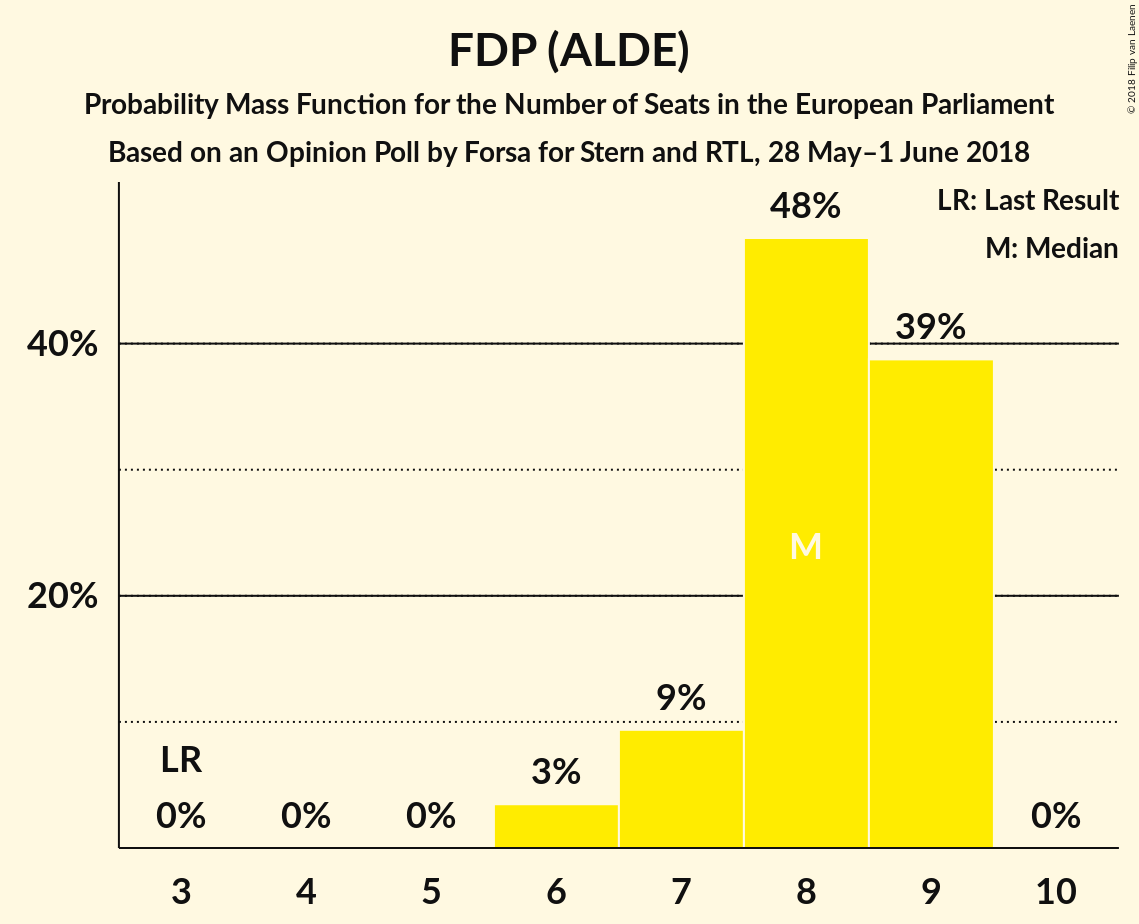 FDP (ALDE)
Probability Mass Function for the Number of Seats in the European Parliament
Based on an Opinion Poll by Forsa for Stern and RTL, 28 May–1 June 2018
© 2018 Filip van Laenen
LR: Last Result
M: Median
48%
39%
40%
M
20%
9%
LR
3%
0%
0%
0%
0%
3
4
5
6
7
8
9
10